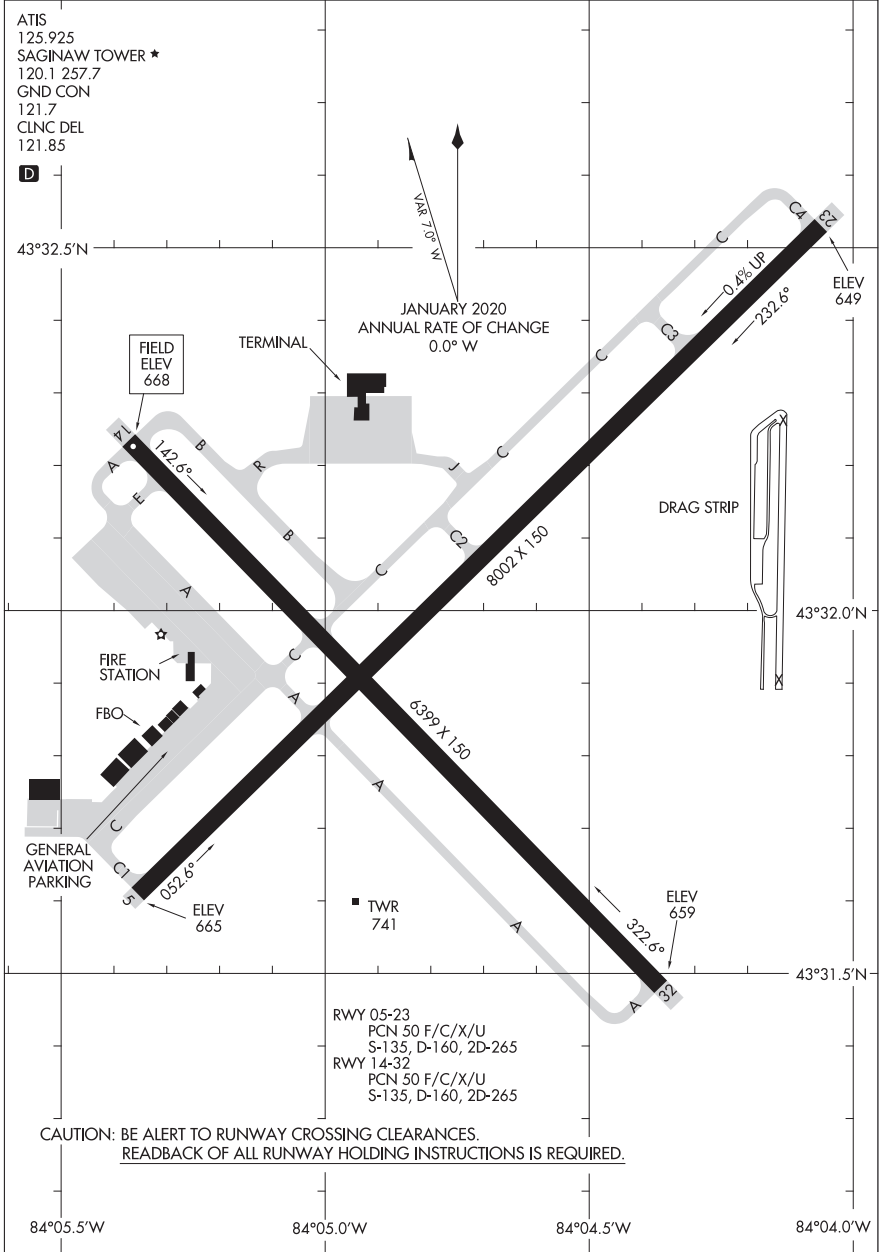 ATIS
125.925
SAGINAW TOWER ★
120.1 257.7
GND CON
121.7
CLNC DEL
121.85
D
VAR 7.0° W
JANUARY 2020
ANNUAL RATE OF CHANGE
0.0° W
43°32.5'N
C4
23
C
0.4% UP
232.6°
ELEV
649
C3
C
FIELD
ELEV
668
TERMINAL
14
142.6°
B
R
J
C
A
E
B
C2
C
8002 X 150
DRAG STRIP
X
A
43°32.0'N
FIRE
STATION
C
A
X
FBO
6399 X 150
A
C
GENERAL
AVIATION
PARKING
C1
5
052.6°
ELEV
665
TWR
741
A
ELEV
659
322.6°
32
A
43°31.5'N
RWY 05-23
PCN 50 F/C/X/U
S-135, D-160, 2D-265
RWY 14-32
PCN 50 F/C/X/U
S-135, D-160, 2D-265
CAUTION: BE ALERT TO RUNWAY CROSSING CLEARANCES.
READBACK OF ALL RUNWAY HOLDING INSTRUCTIONS IS REQUIRED.
84°05.5'W
84°05.0'W
84°04.5'W
84°04.0'W